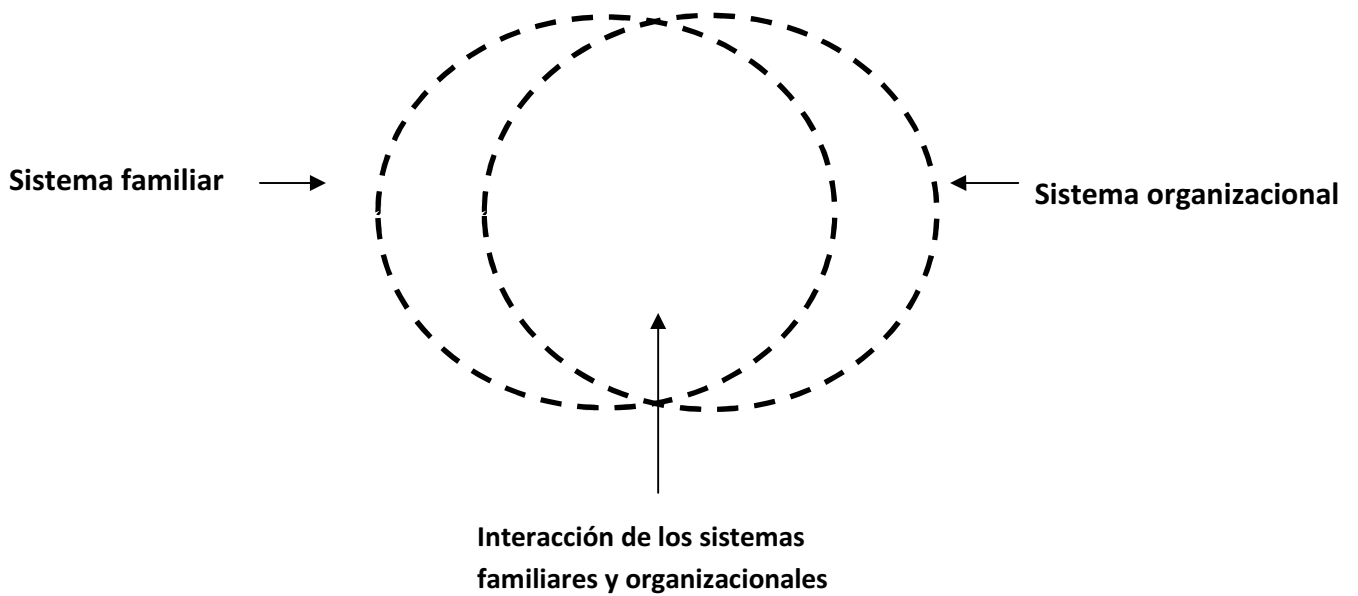 Sistema familiar
Sistema organizacional
Interacción de los sistemas
familiares y organizacionales